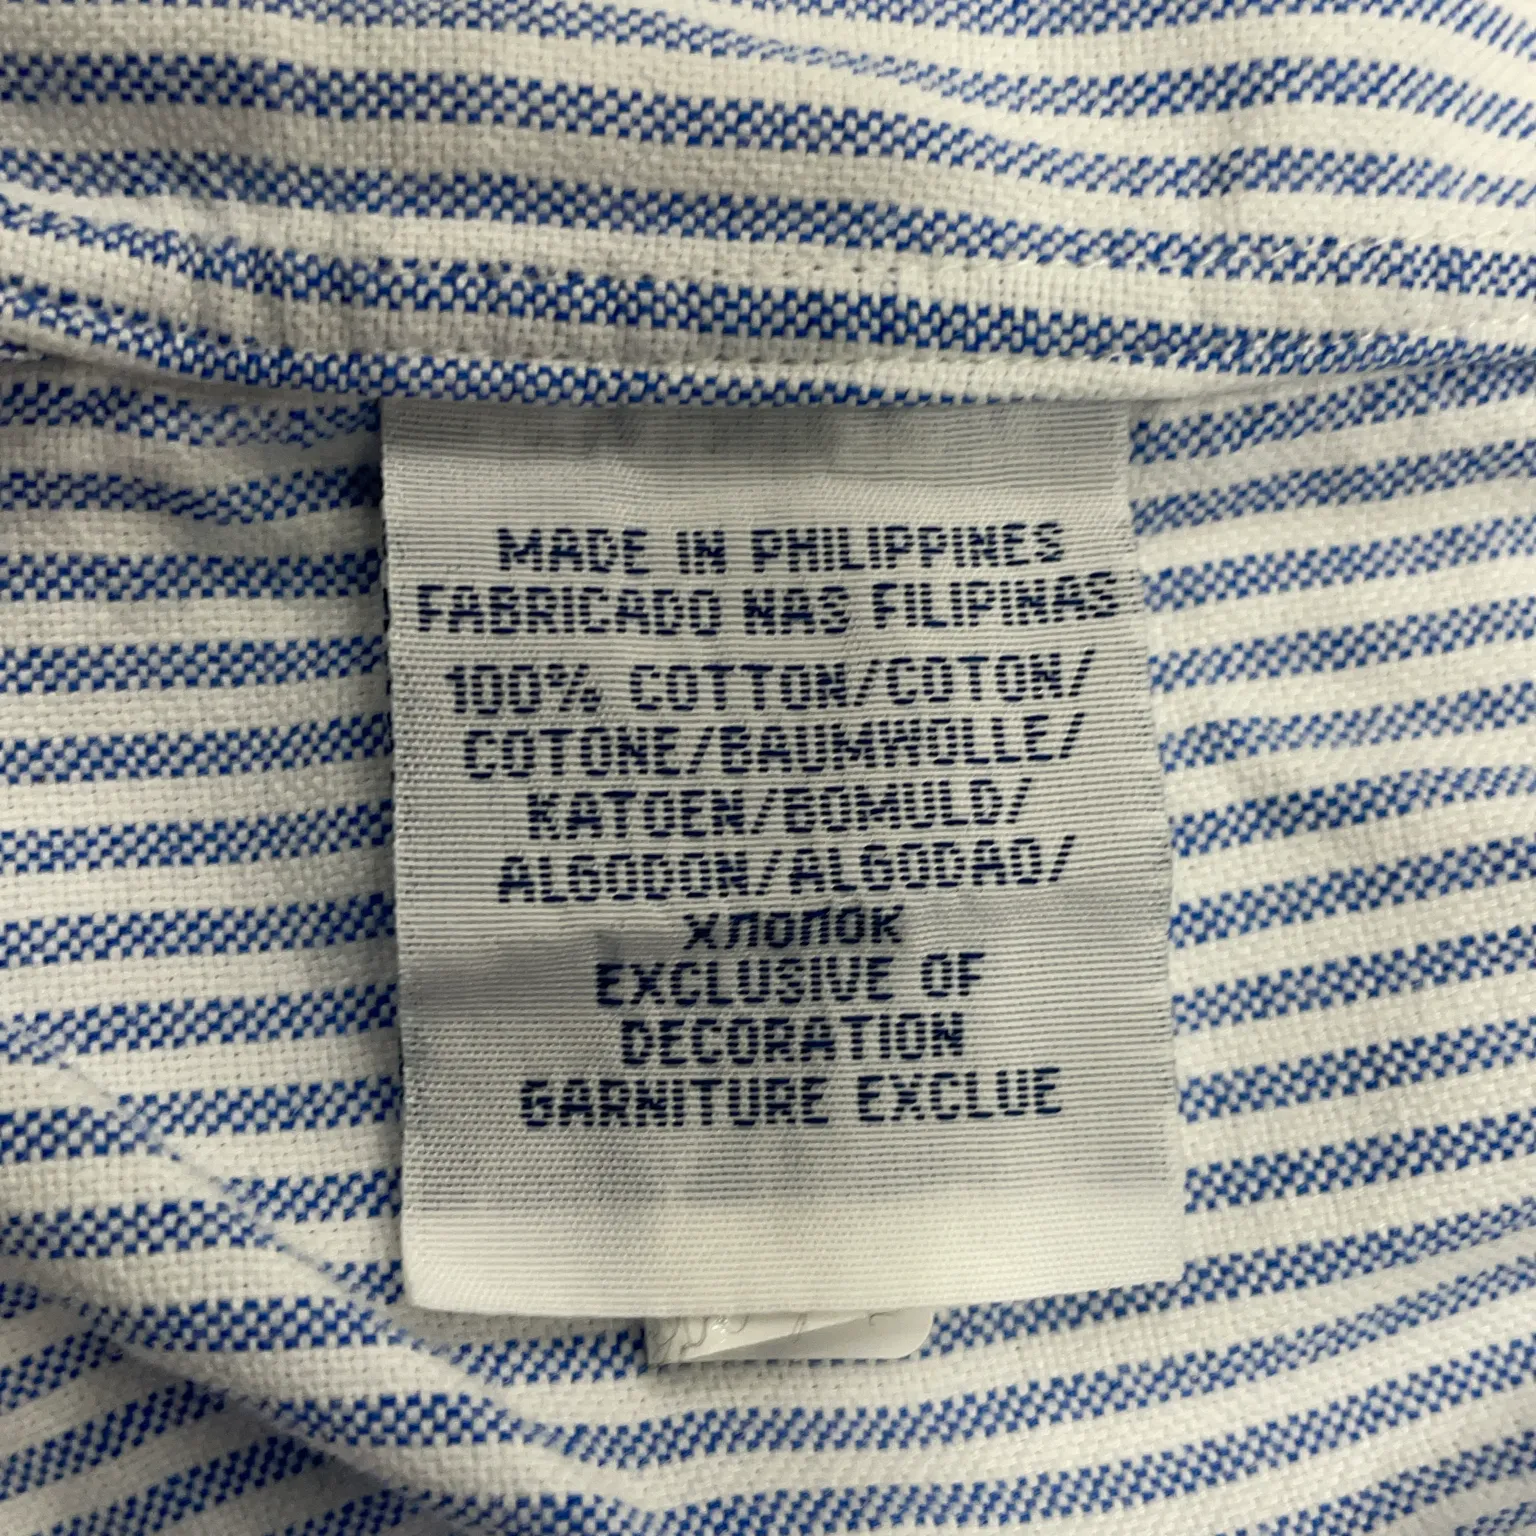 MADE IN PHILIPPINES
FABRICADO NAS FILIPINAS
100% COTTON/COTON/
COTONE/BAUMWOLLE/
KATOEN/BOMULD/
ALGODON/ALGODAO/
ХЛОПОК
EXCLUSIVE OF
DECORATION
GARNITURE EXCLUE